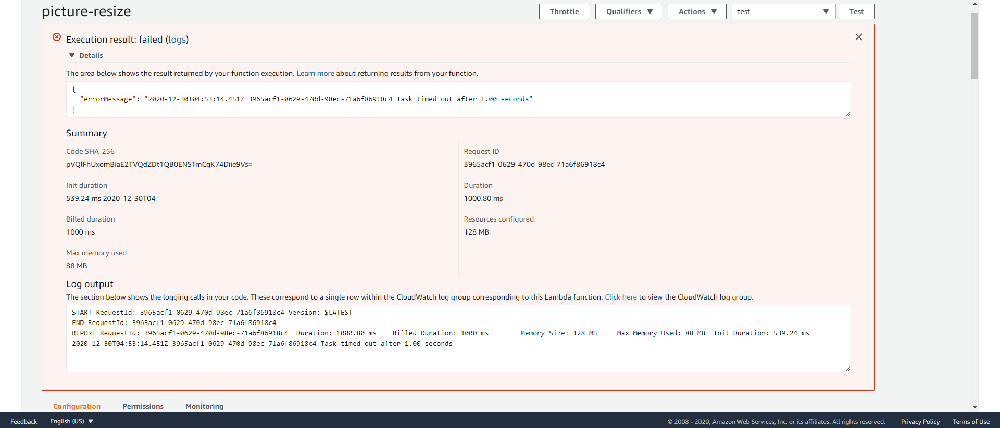 picture-resize
Throttle
Qualifiers
Actions
test
Test
Execution result: failed (logs)
Details
The area below shows the result returned by your function execution. Learn more about returning results from your function.
{
"errorMessage": "2020-12-30T04:53:14.451Z 3965acf1-0629-470d-98ec-71a6f86918c4 Task timed out after 1.00 seconds"
}
Summary
Code SHA-256
pVQlFhUxomBiaE2TVQdZDt1QB0ENSTmCgK74Diie9Vs=
Request ID
3965acf1-0629-470d-98ec-71a6f86918c4
Init duration
539.24 ms 2020-12-30T04
Duration
1000.80 ms
Billed duration
1000 ms
Resources configured
128 MB
Max memory used
88 MB
Log output
The section below shows the logging calls in your code. These correspond to a single row within the CloudWatch log group corresponding to this Lambda function. Click here to view the CloudWatch log group.
START RequestId: 3965acf1-0629-470d-98ec-71a6f86918c4 Version: $LATEST
END RequestId: 3965acf1-0629-470d-98ec-71a6f86918c4
REPORT RequestId: 3965acf1-0629-470d-98ec-71a6f86918c4 Duration: 1000.80 ms Billed Duration: 1000 ms Memory Size: 128 MB Max Memory Used: 88 MB Init Duration: 539.24 ms
2020-12-30T04:53:14.451Z 3965acf1-0629-470d-98ec-71a6f86918c4 Task timed out after 1.00 seconds
Configuration
Permissions
Monitoring
Feedback
English (US)
© 2008 - 2020, Amazon Web Services, Inc. or its affiliates. All rights reserved.
Privacy Policy
Terms of Use